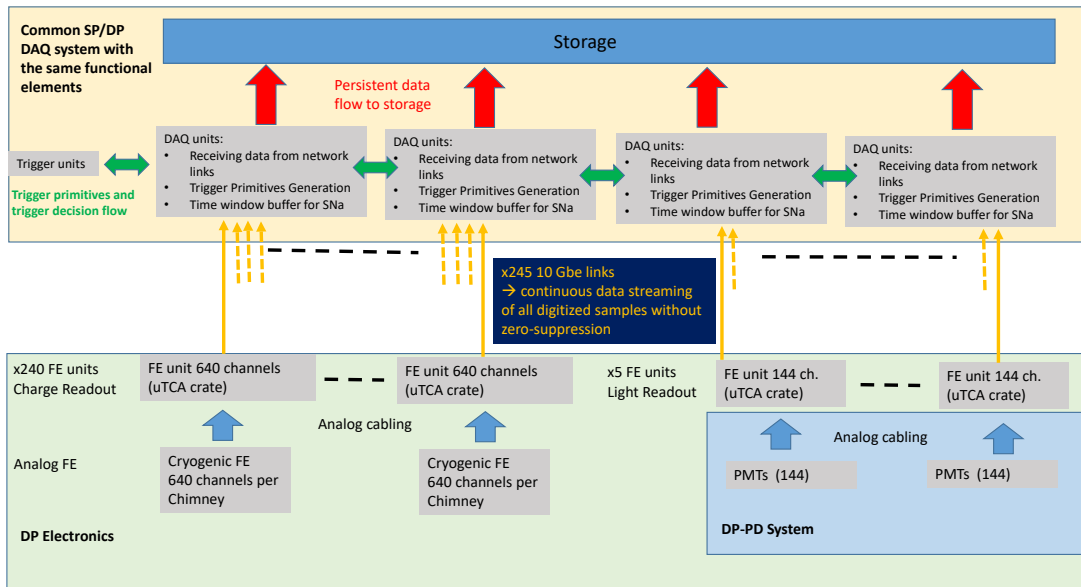 Common SP/DP
DAQ system with
the same functional
elements
Storage
Persistent data
flow to storage
Trigger units
Trigger primitives and
trigger decision flow
DAQ units:
• Receiving data from network
links
• Trigger Primitives Generation
• Time window buffer for SNa
DAQ units:
• Receiving data from network
links
• Trigger Primitives Generation
• Time window buffer for SNa
DAQ units:
• Receiving data from network
links
• Trigger Primitives Generation
• Time window buffer for SNa
DAQ units:
• Receiving data from network
links
• Trigger Primitives Generation
• Time window buffer for SNa
x245 10 Gbe links
→ continuous data streaming
of all digitized samples without
zero-suppression
x240 FE units
Charge Readout
FE unit 640 channels
(uTCA crate)
FE unit 640 channels
(uTCA crate)
x5 FE units
Light Readout
FE unit 144 ch.
(uTCA crate)
FE unit 144 ch.
(uTCA crate)
Analog cabling
Analog cabling
Analog FE
Cryogenic FE
640 channels per
Chimney
Cryogenic FE
640 channels per
Chimney
PMTs (144)
PMTs (144)
DP Electronics
DP-PD System